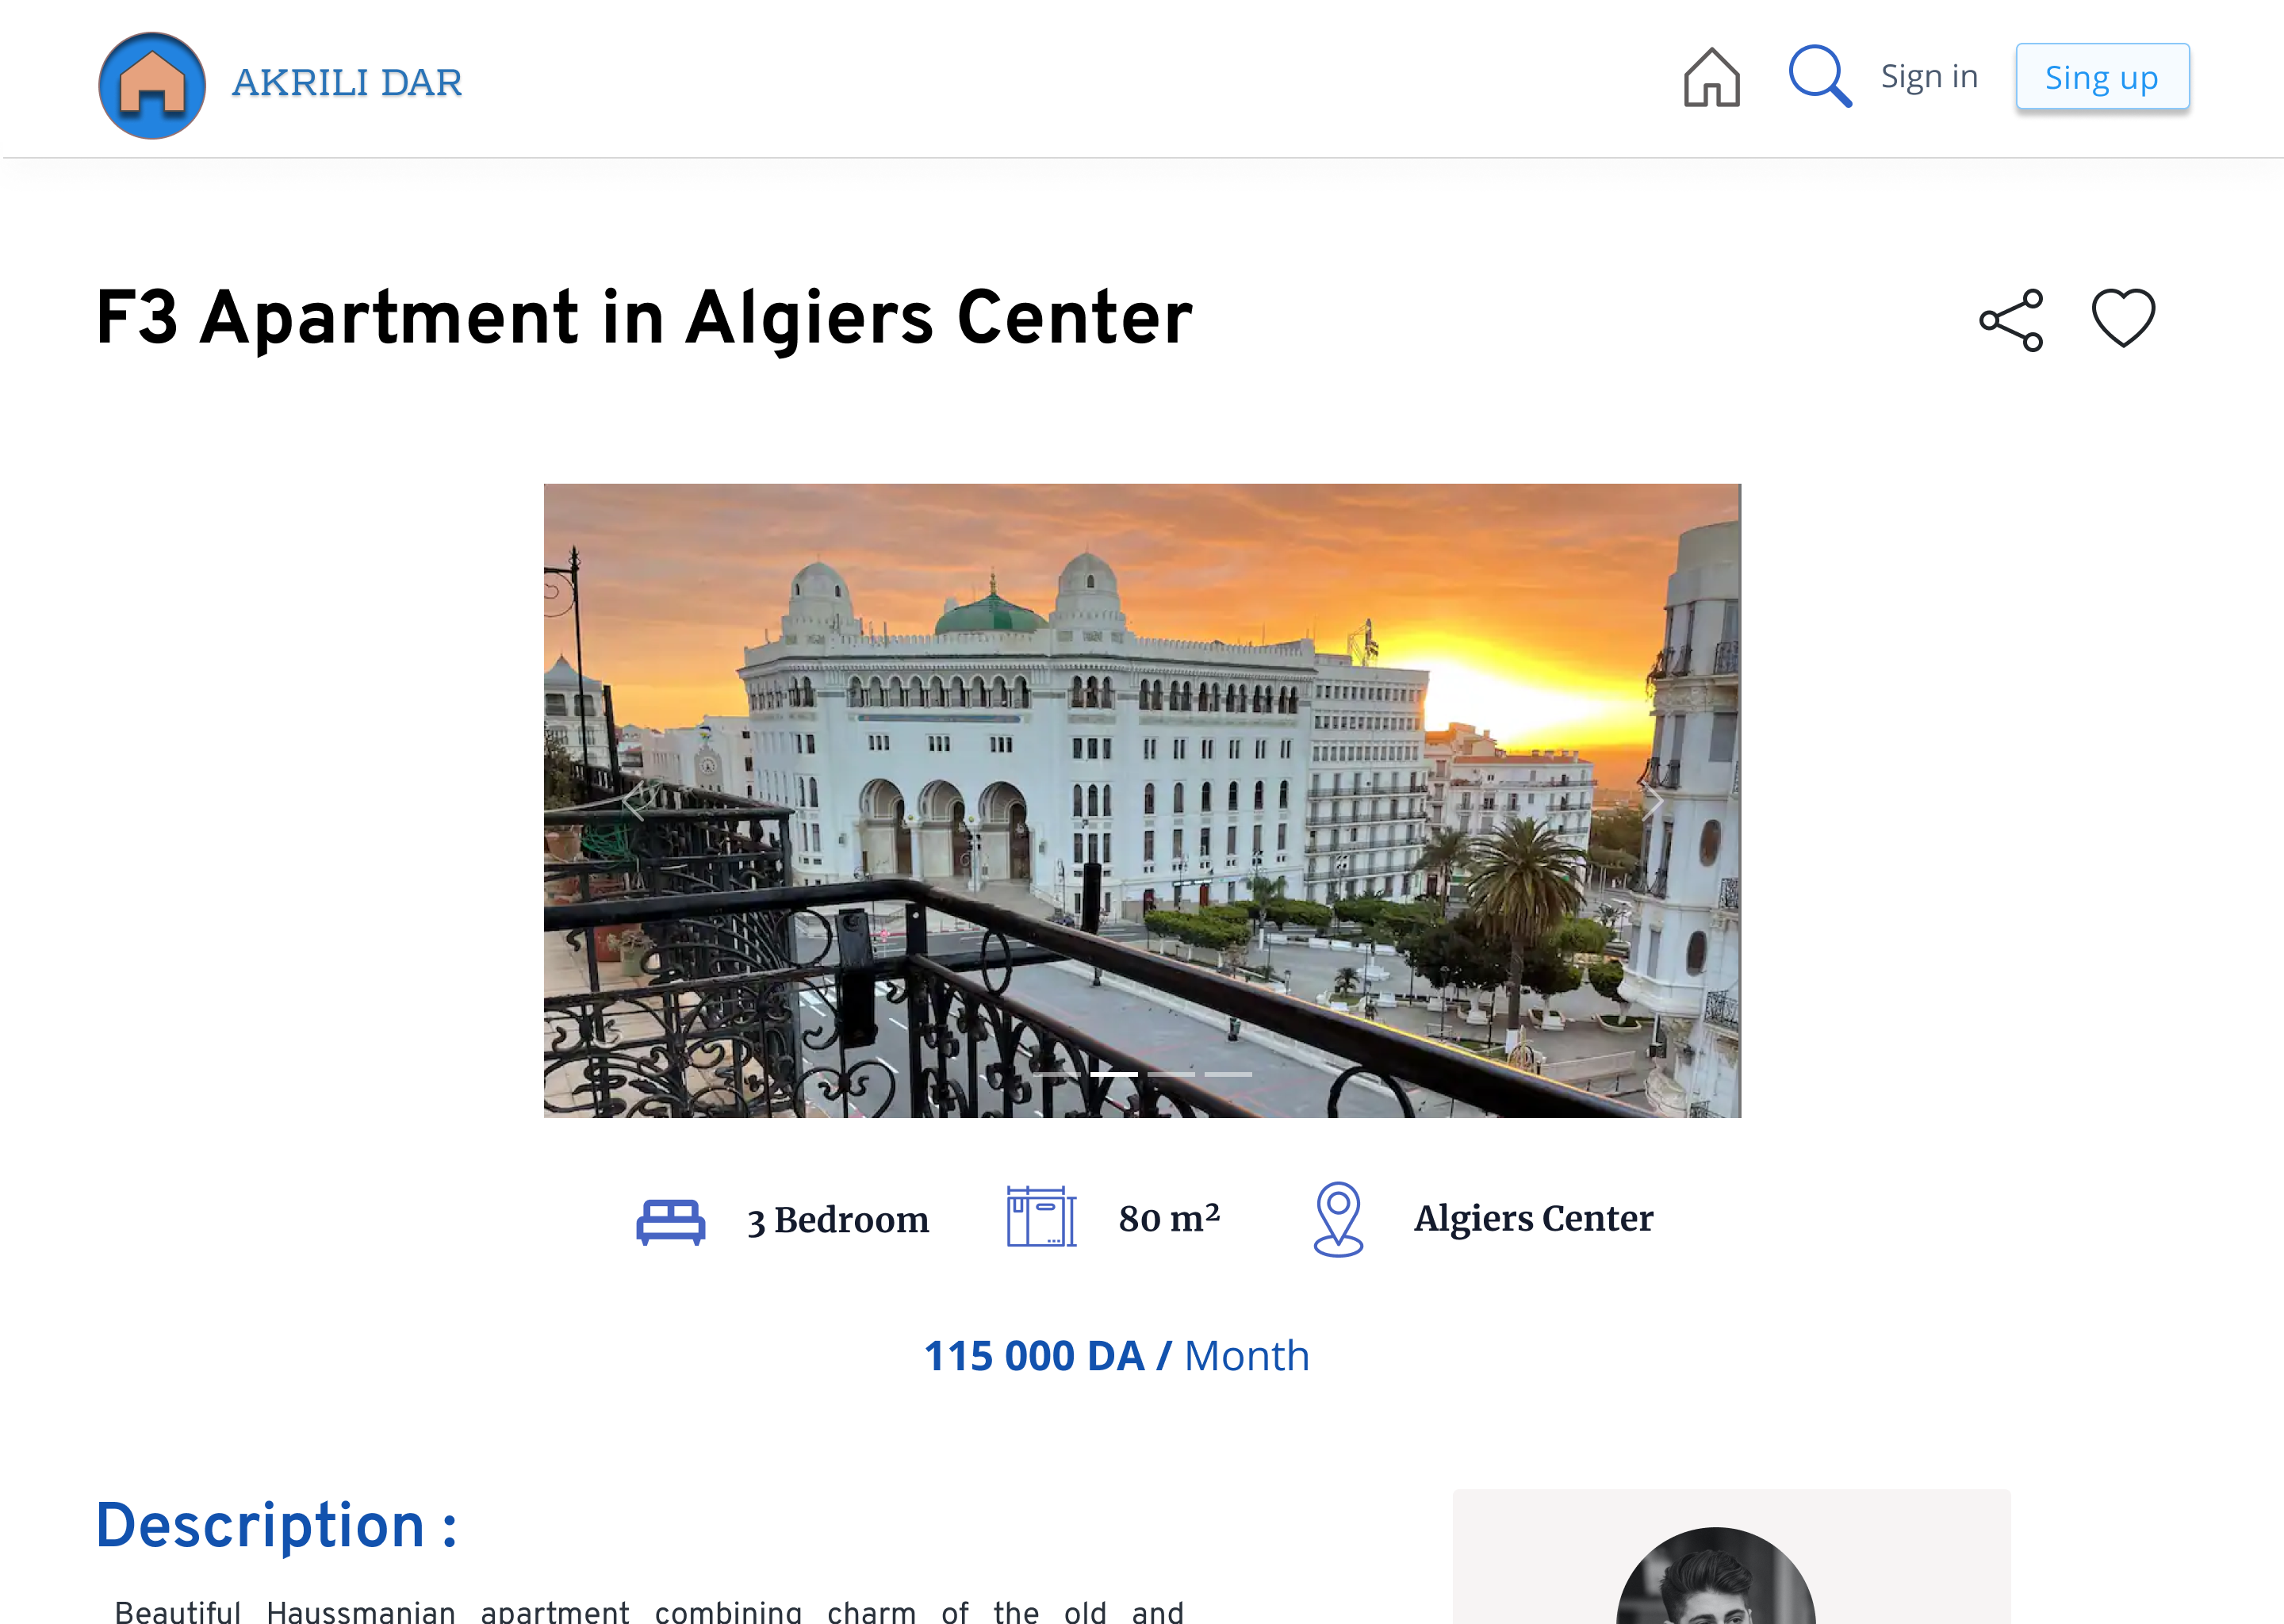 AKRILI DAR
Sign in
Sing up
F3 Apartment in Algiers Center
3 Bedroom
80 m²
Algiers Center
115 000 DA / Month
Description :
Beautiful Haussmanian apartment combining charm of the old and